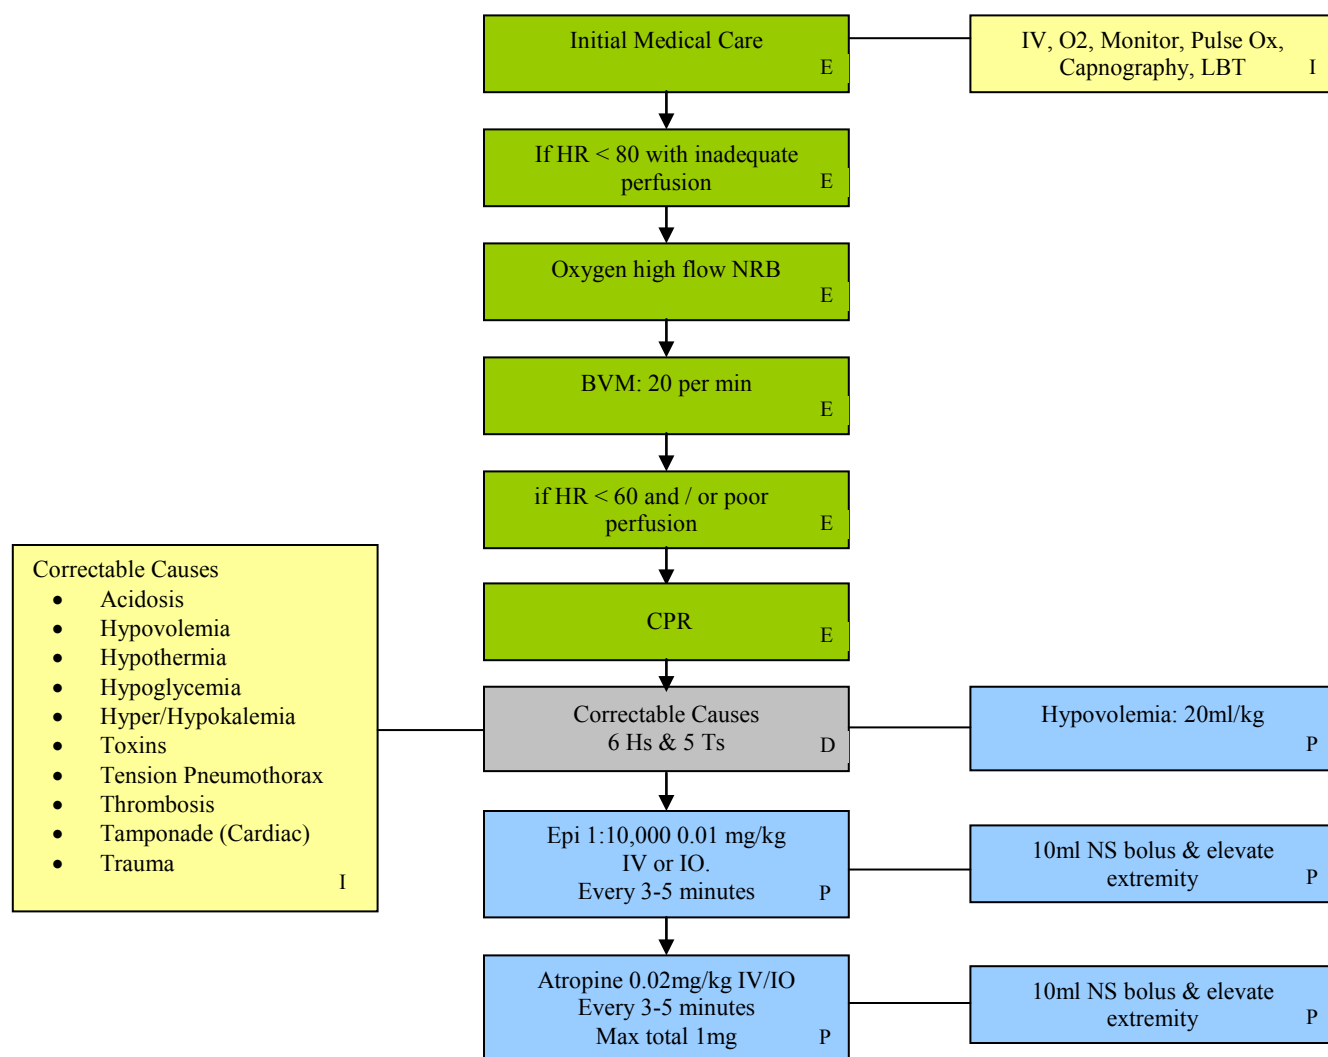 Initial Medical Care
E
IV, O2, Monitor, Pulse Ox,
Capnography, LBT
I
If HR < 80 with inadequate
perfusion
E
Oxygen high flow NRB
E
BVM: 20 per min
E
if HR < 60 and / or poor
perfusion
E
CPR
E
Correctable Causes
• Acidosis
• Hypovolemia
• Hypothermia
• Hypoglycemia
• Hyper/Hypokalemia
• Toxins
• Tension Pneumothorax
• Thrombosis
• Tamponade (Cardiac)
• Trauma
I
Correctable Causes
6 Hs & 5 Ts
D
Hypovolemia: 20ml/kg
P
Epi 1:10,000 0.01 mg/kg
IV or IO.
Every 3-5 minutes
P
10ml NS bolus & elevate
extremity
P
Atropine 0.02mg/kg IV/IO
Every 3-5 minutes
Max total 1mg
P
10ml NS bolus & elevate
extremity
P